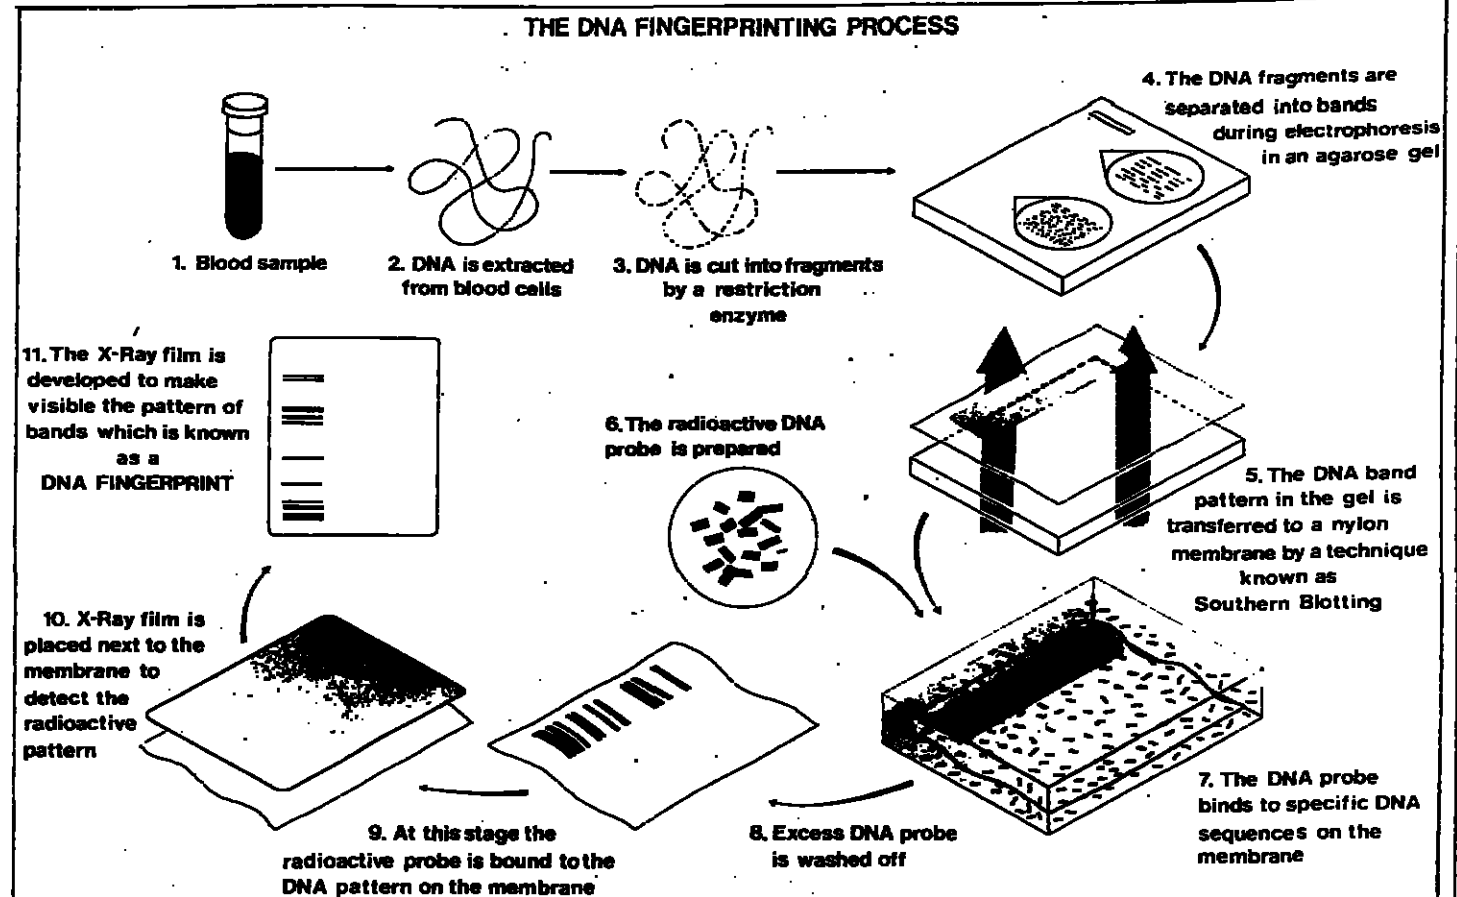 THE DNA FINGERPRINTING PROCESS
1. Blood sample
2. DNA is extracted
from blood cells
3. DNA is cut into fragments
by a restriction
enzyme
4. The DNA fragments are
separated into bands
during electrophoresis
in an agarose gel
5. The DNA band
pattern in the gel is
transferred to a nylon
membrane by a technique
known as
Southern Blotting
6. The radioactive DNA
probe is prepared
7. The DNA probe
binds to specific DNA
sequences on the
membrane
8. Excess DNA probe
is washed off
9. At this stage the
radioactive probe is bound to the
DNA pattern on the membrane
10. X-Ray film is
placed next to the
membrane to
detect the
radioactive
pattern
11. The X-Ray film is
developed to make
visible the pattern of
bands which is known
as a
DNA FINGERPRINT